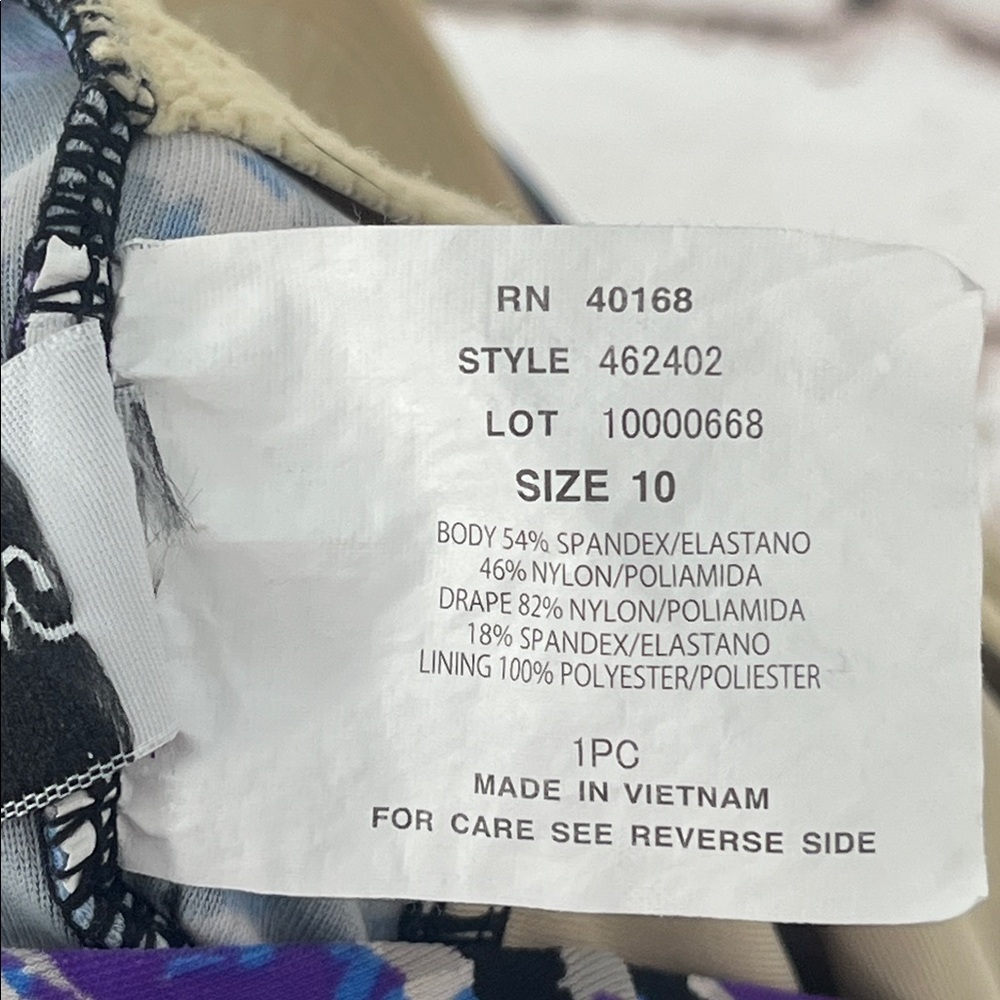 RN 40168
STYLE 462402
LOT 10000668
SIZE 10
BODY 54% SPANDEX/ELASTANO
46% NYLON/POLIAMIDA
DRAPE 82% NYLON/POLIAMIDA
18% SPANDEX/ELASTANO
LINING 100% POLYESTER/POLIESTER
1PC
MADE IN VIETNAM
FOR CARE SEE REVERSE SIDE